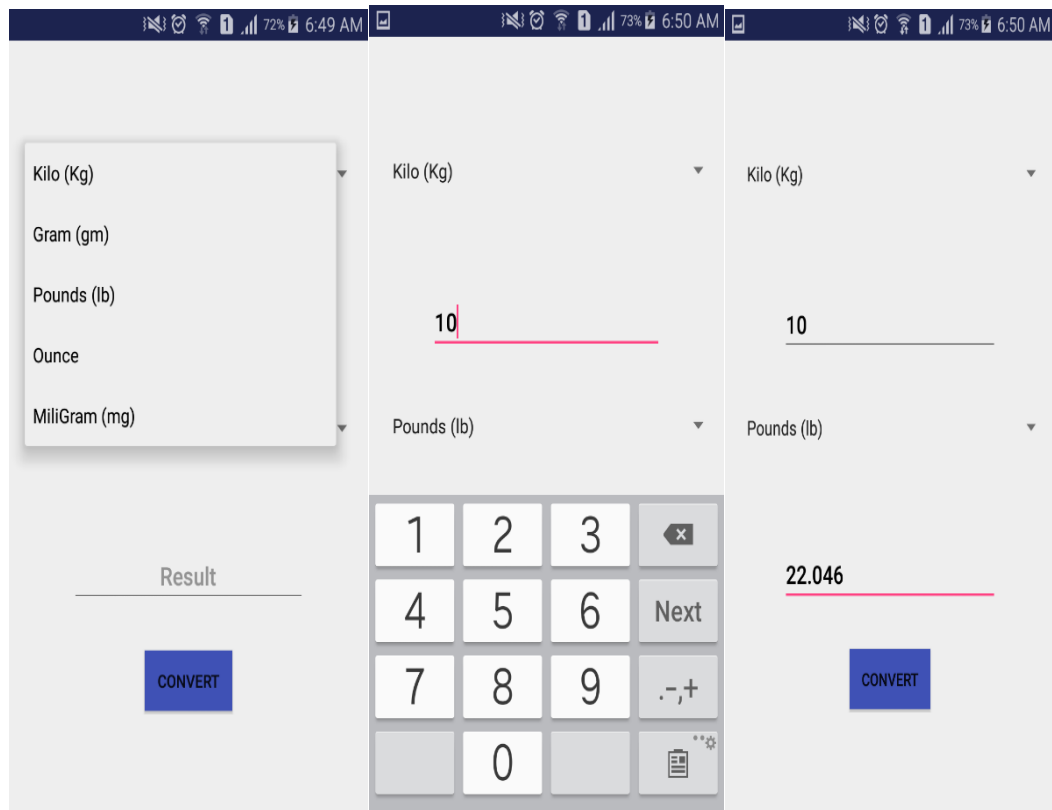 72% 6:49 AM
Kilo (Kg)
Gram (gm)
Pounds (lb)
Ounce
MiliGram (mg)
Result
CONVERT
1 73% 6:50 AM
Kilo (Kg)
10
Pounds (lb)
1 2 3
4 5 6 Next
7 8 9 .-,+
0
1 73% 6:50 AM
Kilo (Kg)
10
Pounds (lb)
22.046
CONVERT